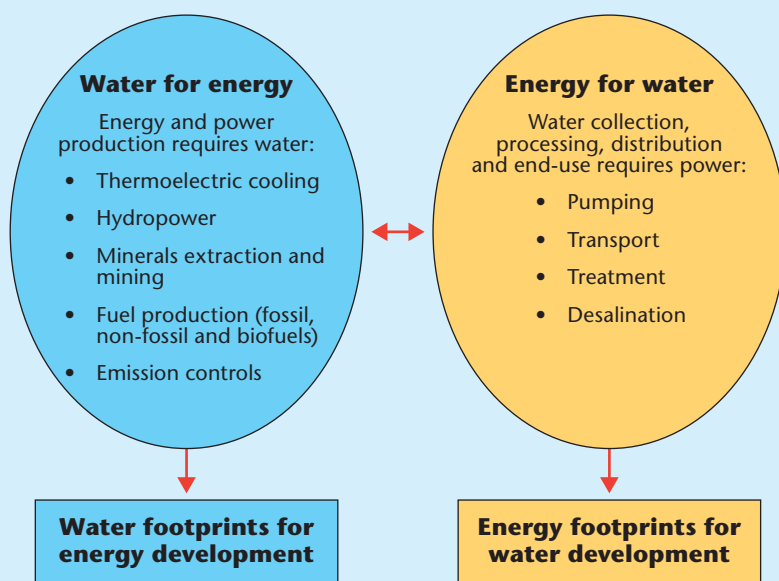 Water for energy
Energy and power
production requires water:
• Thermoelectric cooling
• Hydropower
• Minerals extraction and
mining
• Fuel production (fossil,
non-fossil and biofuels)
• Emission controls
Energy for water
Water collection,
processing, distribution
and end-use requires power:
• Pumping
• Transport
• Treatment
• Desalination
Water footprints for
energy development
Energy footprints for
water development